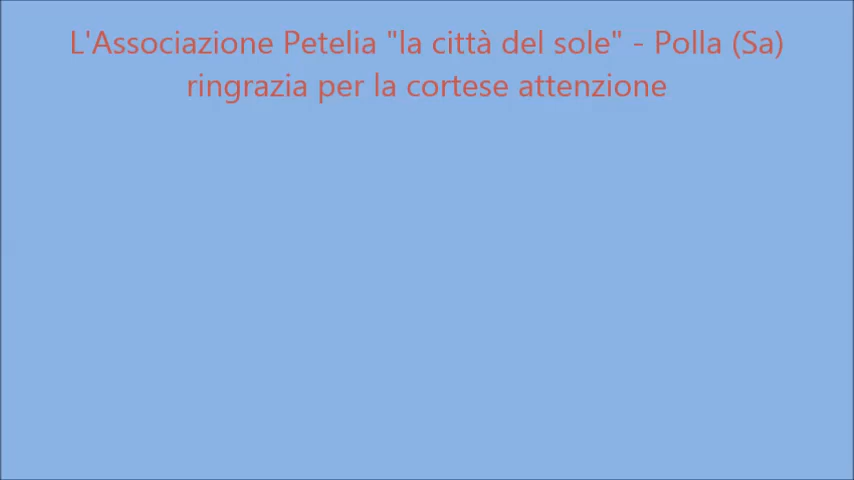 L'Associazione Petelia "la città del sole" - Polla (Sa)
ringrazia per la cortese attenzione